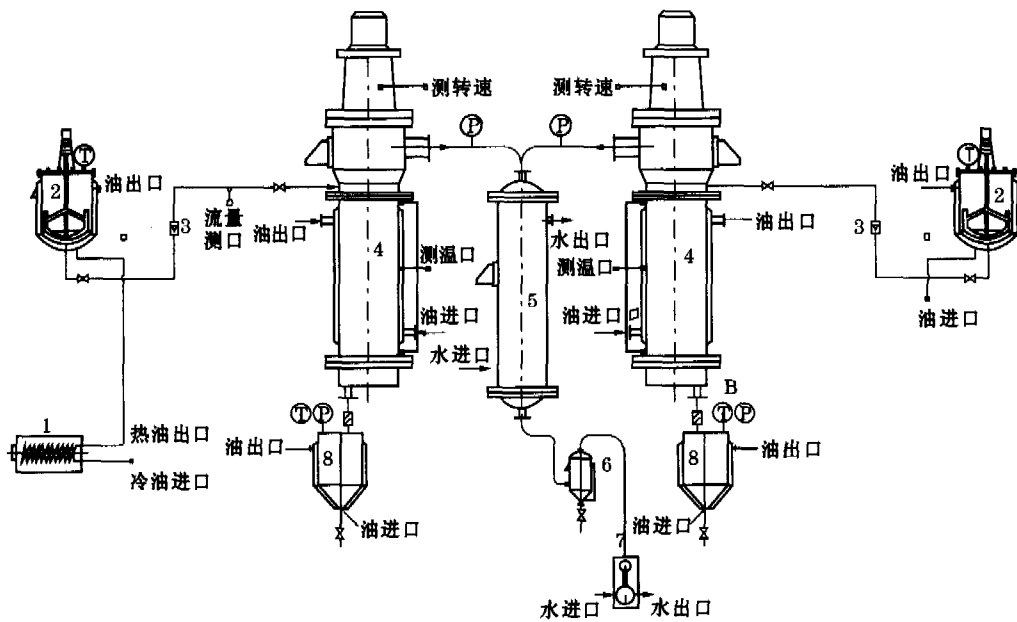 测转速
测转速
P
P
T
2
油出口
3
流量
测口
油出口
4
测温口
油进口
水进口
水出口
5
测温口
油进口
4
油出口
3
油出口
T
2
油进口
B
1
热油出口
冷油进口
T P
油出口
8
油进口
6
7
水进口
水出口
T P
8
油出口
油进口